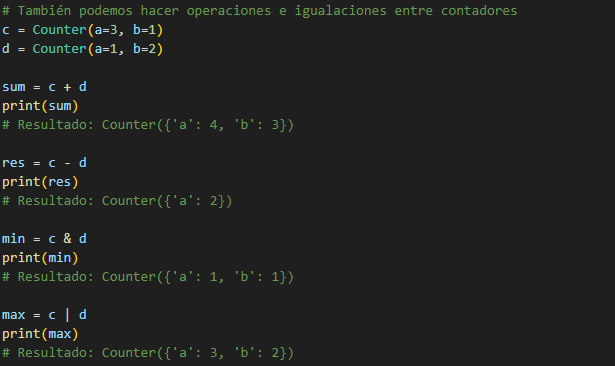 # También podemos hacer operaciones e igualaciones entre contadores
c = Counter(a=3, b=1)
d = Counter(a=1, b=2)
sum = c + d
print(sum)
# Resultado: Counter({'a': 4, 'b': 3})
res = c - d
print(res)
# Resultado: Counter({'a': 2})
min = c & d
print(min)
# Resultado: Counter({'a': 1, 'b': 1})
max = c | d
print(max)
# Resultado: Counter({'a': 3, 'b': 2})